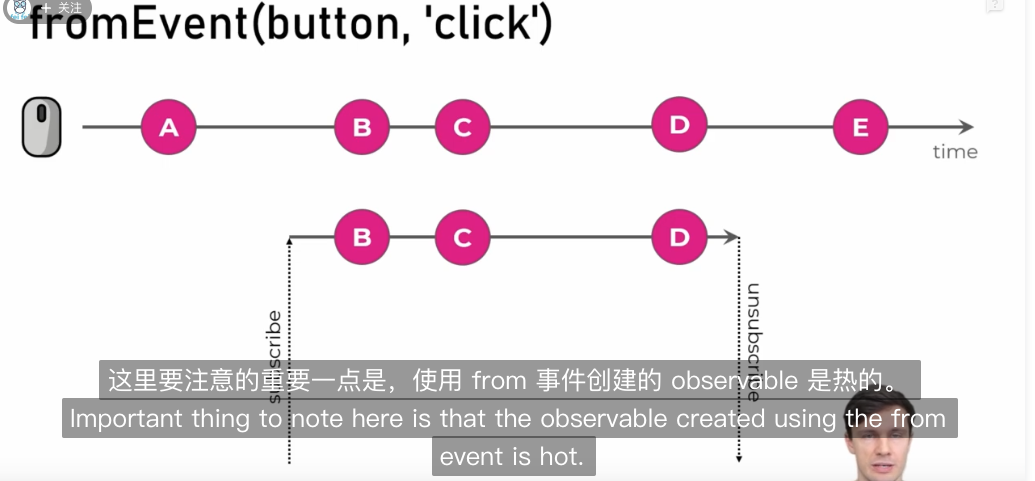 + 关注
fromEvent(button, 'click')
?
A B C D E
time
B C D
subscribe
unsubscribe
这里要注意的重要一点是，使用 from 事件创建的 observable 是热的。
Important thing to note here is that the observable created using the from
event is hot.